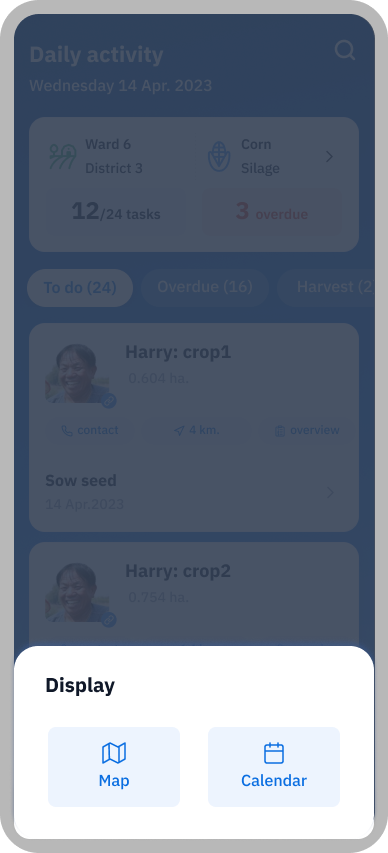 Daily activity
Wednesday 14 Apr. 2023
Ward 6
District 3
Corn
Silage
12/24 tasks
3 overdue
To do (24) Overdue (16) Harvest (2
Harry: crop1
0.604 ha.
contact 4 km. overview
Sow seed
14 Apr.2023
Harry: crop2
0.754 ha.
Display
Map Calendar